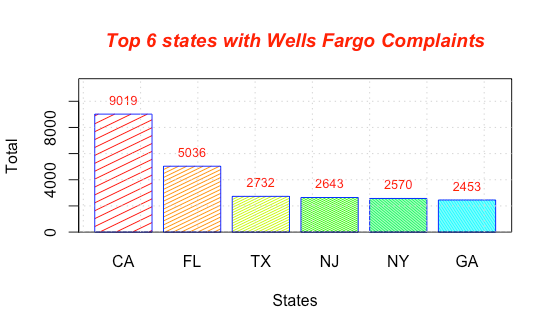 Top 6 states with Wells Fargo Complaints
Total
8000
4000
0
9019
5036
2732
2643
2570
2453
CA FL TX NJ NY GA
States